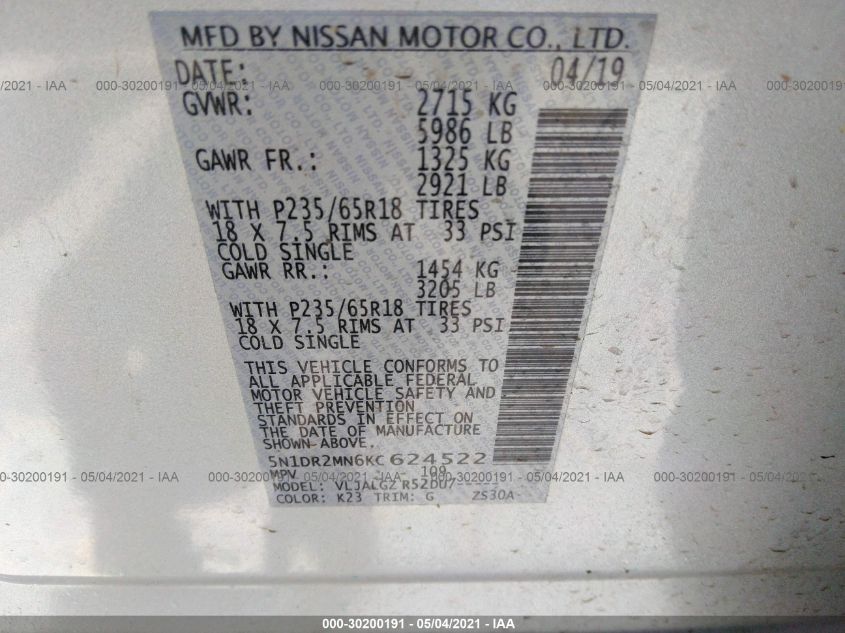 MFD BY NISSAN MOTOR CO., LTD.
DATE: 04/19
GVWR: 2715 KG
5986 LB
GAWR FR.: 1325 KG
2921 LB
WITH P235/65R18 TIRES
18 X 7.5 RIMS AT 33 PSI
COLD SINGLE
GAWR RR.: 1454 KG
3205 LB
WITH P235/65R18 TIRES
18 X 7.5 RIMS AT 33 PSI
COLD SINGLE
THIS VEHICLE CONFORMS TO
ALL APPLICABLE FEDERAL
MOTOR VEHICLE SAFETY AND
THEFT PREVENTION
STANDARDS IN EFFECT ON
THE DATE OF MANUFACTURE
SHOWN ABOVE.
5N1DR2MN6KC624522
MPV 109
MODEL: VLJALGZ R52DU7
COLOR: K23 TRIM: G ZS30A
000-30200191 - 05/04/2021 - IAA